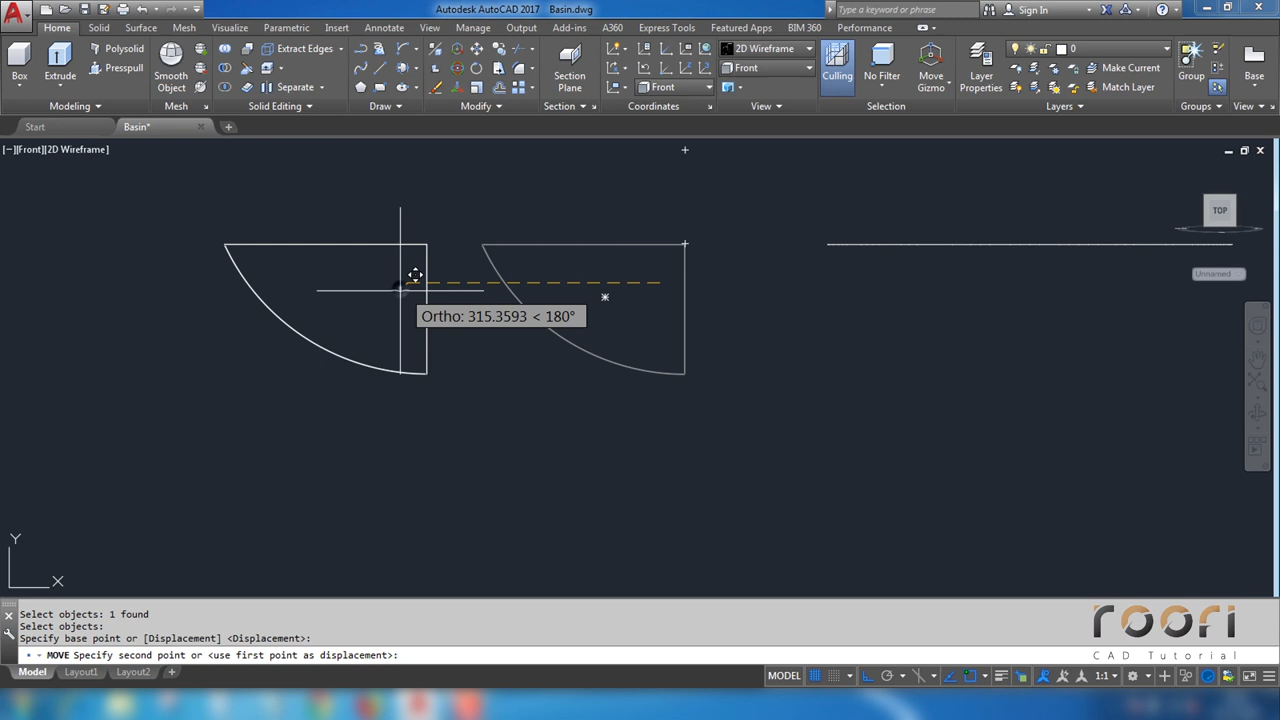 Autodesk AutoCAD 2017 Basin.dwg
Type a keyword or phrase
Sign In
Home Solid Surface Mesh Visualize Parametric Insert Annotate View Manage Output Add-ins A360 Express Tools Featured Apps BIM 360 Performance
Box
Extrude
Polysolid
Presspull
Smooth Object
Extrude Edges
Separate
Section Plane
Front
2D Wireframe
Front
Culling
No Filter
Move Gizmo
Layer Properties
0
Make Current
Match Layer
Group
Base
Modeling Mesh Solid Editing Draw Modify Section Coordinates View Selection Layers Groups View
Start Basin*
[−][Front][2D Wireframe]
TOP
Unnamed
Ortho: 315.3593 < 180°
Y
X
Select objects: 1 found
Select objects:
Specify base point or [Displacement] <Displacement>:
MOVE Specify second point or <use first point as displacement>:
roori
CAD Tutorial
Model Layout1 Layout2
MODEL
1:1